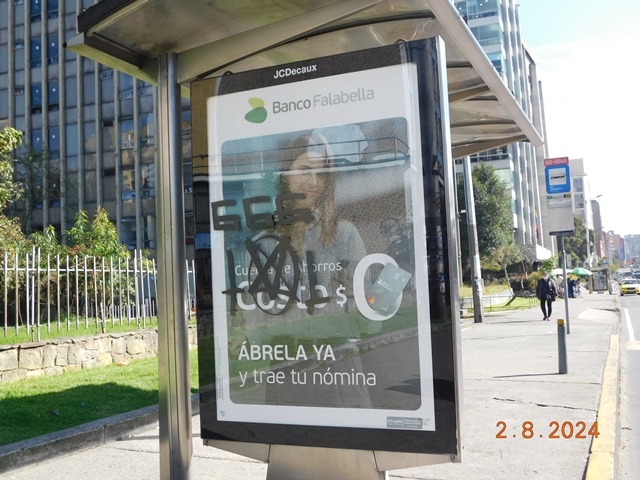 JCDecaux
Banco Falabella
Cuenta de Ahorros
Costo $0
ÁBRELA YA
y trae tu nómina
2.8.2024